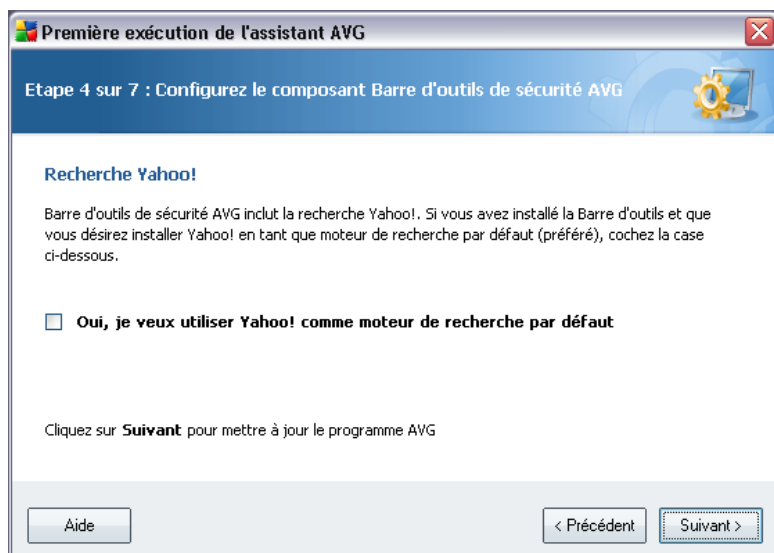 Première exécution de l'assistant AVG
Etape 4 sur 7 : Configurez le composant Barre d'outils de sécurité AVG
Recherche Yahoo!
Barre d'outils de sécurité AVG inclut la recherche Yahoo!. Si vous avez installé la Barre d'outils et que
vous désirez installer Yahoo! en tant que moteur de recherche par défaut (préféré), cochez la case
ci-dessous.
Oui, je veux utiliser Yahoo! comme moteur de recherche par défaut
Cliquez sur Suivant pour mettre à jour le programme AVG
Aide
< Précédent
Suivant >